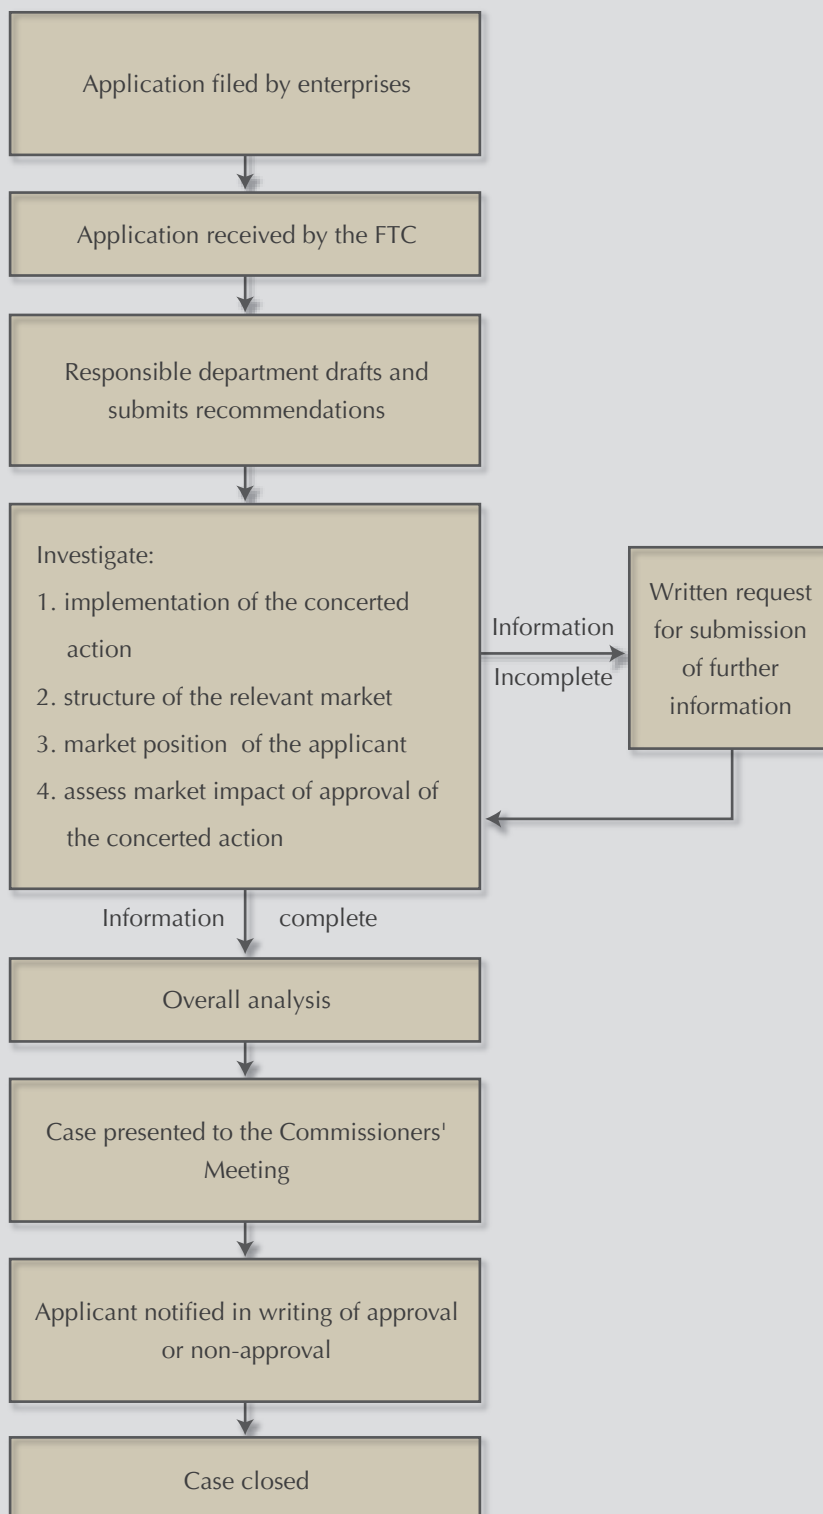 Application filed by enterprises
Application received by the FTC
Responsible department drafts and
submits recommendations
Investigate:
1. implementation of the concerted
action
2. structure of the relevant market
3. market position  of the applicant
4. assess market impact of approval of
the concerted action
Information
Incomplete
Written request
for submission
of further
information
Information complete
Overall analysis
Case presented to the Commissioners'
Meeting
Applicant notified in writing of approval
or non-approval
Case closed